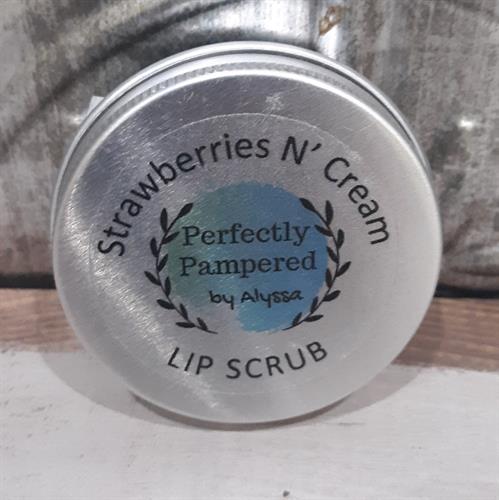 Strawberries N' Cream
Perfectly
Pampered
by Alyssa
LIP SCRUB